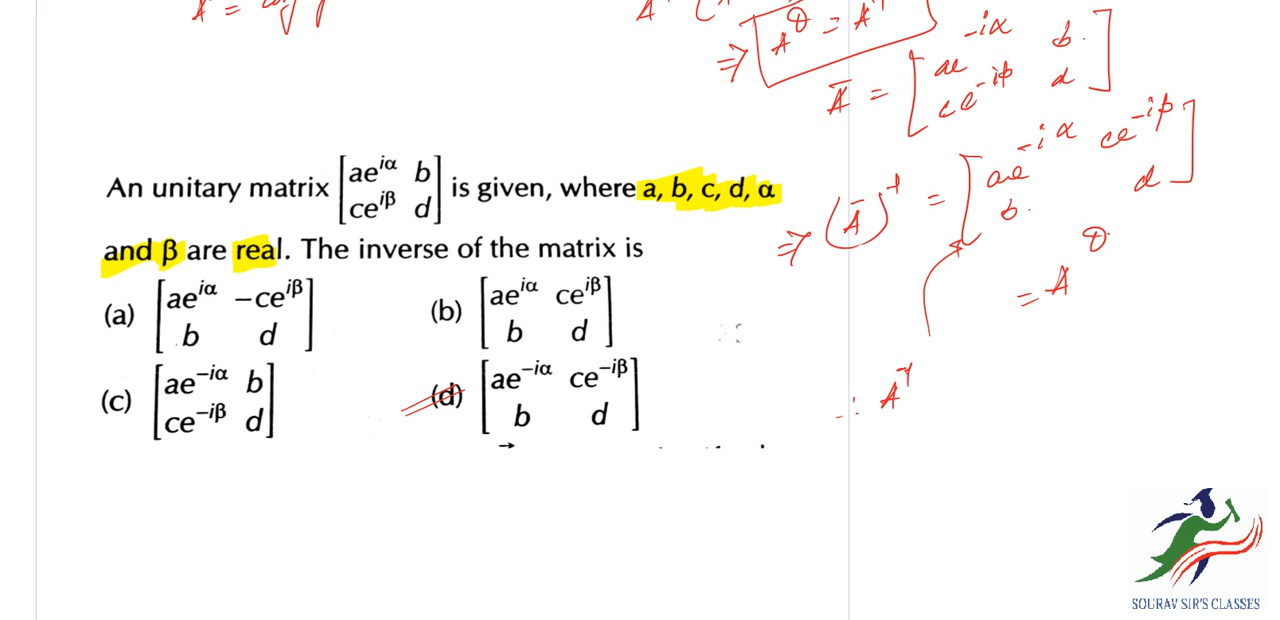 ⇒ A^θ = A^-1
Ā = [ae^-iα b
ce^-iβ d]
An unitary matrix [ae^iα b
ce^iβ d] is given, where a, b, c, d, α
and β are real. The inverse of the matrix is
(a) [ae^iα −ce^iβ
b d]
(b) [ae^iα ce^iβ
b d]
(c) [ae^−iα b
ce^−iβ d]
(d) [ae^−iα ce^−iβ
b d]
⇒ (Ā)^T = [ae^-iα ce^-iβ
b d]
= A^θ
∴ A^-1
SOURAV SIR'S CLASSES